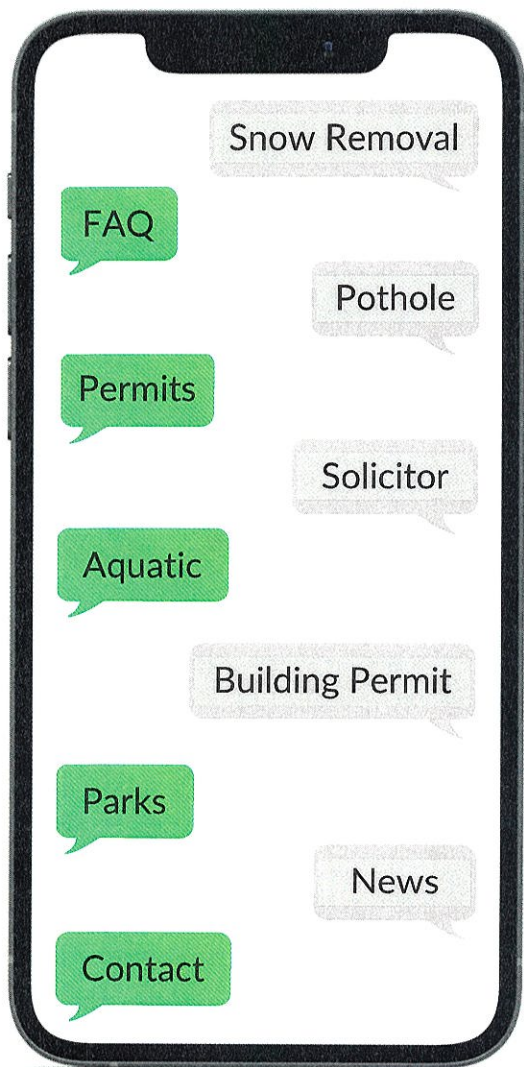 Snow Removal
FAQ
Pothole
Permits
Solicitor
Aquatic
Building Permit
Parks
News
Contact